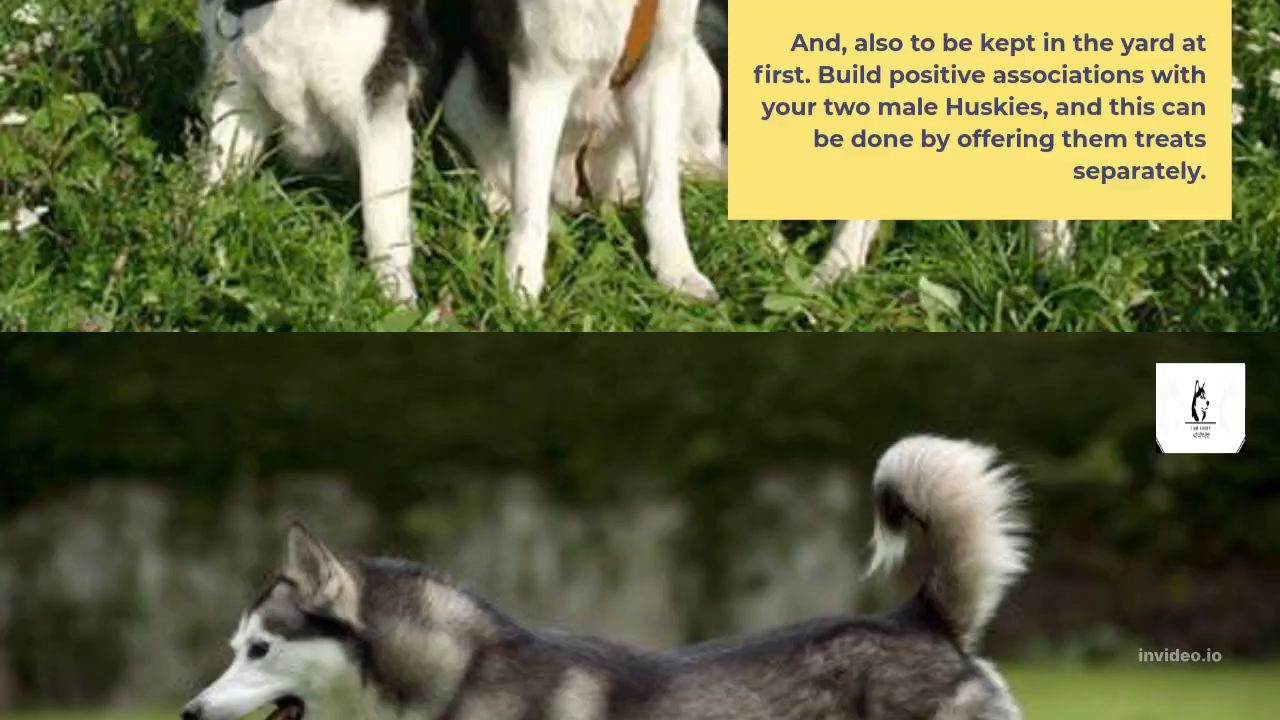 And, also to be kept in the yard at
first. Build positive associations with
your two male Huskies, and this can
be done by offering them treats
separately.
invideo.io